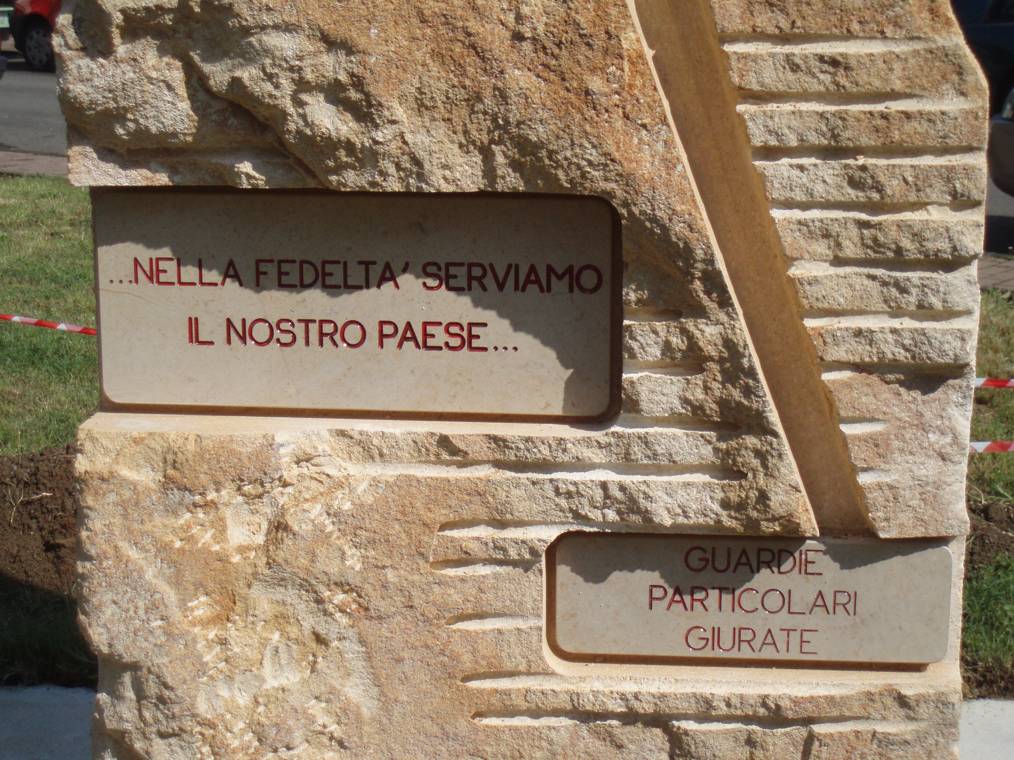 ...NELLA FEDELTA' SERVIAMO
IL NOSTRO PAESE...
GUARDIE
PARTICOLARI
GIURATE